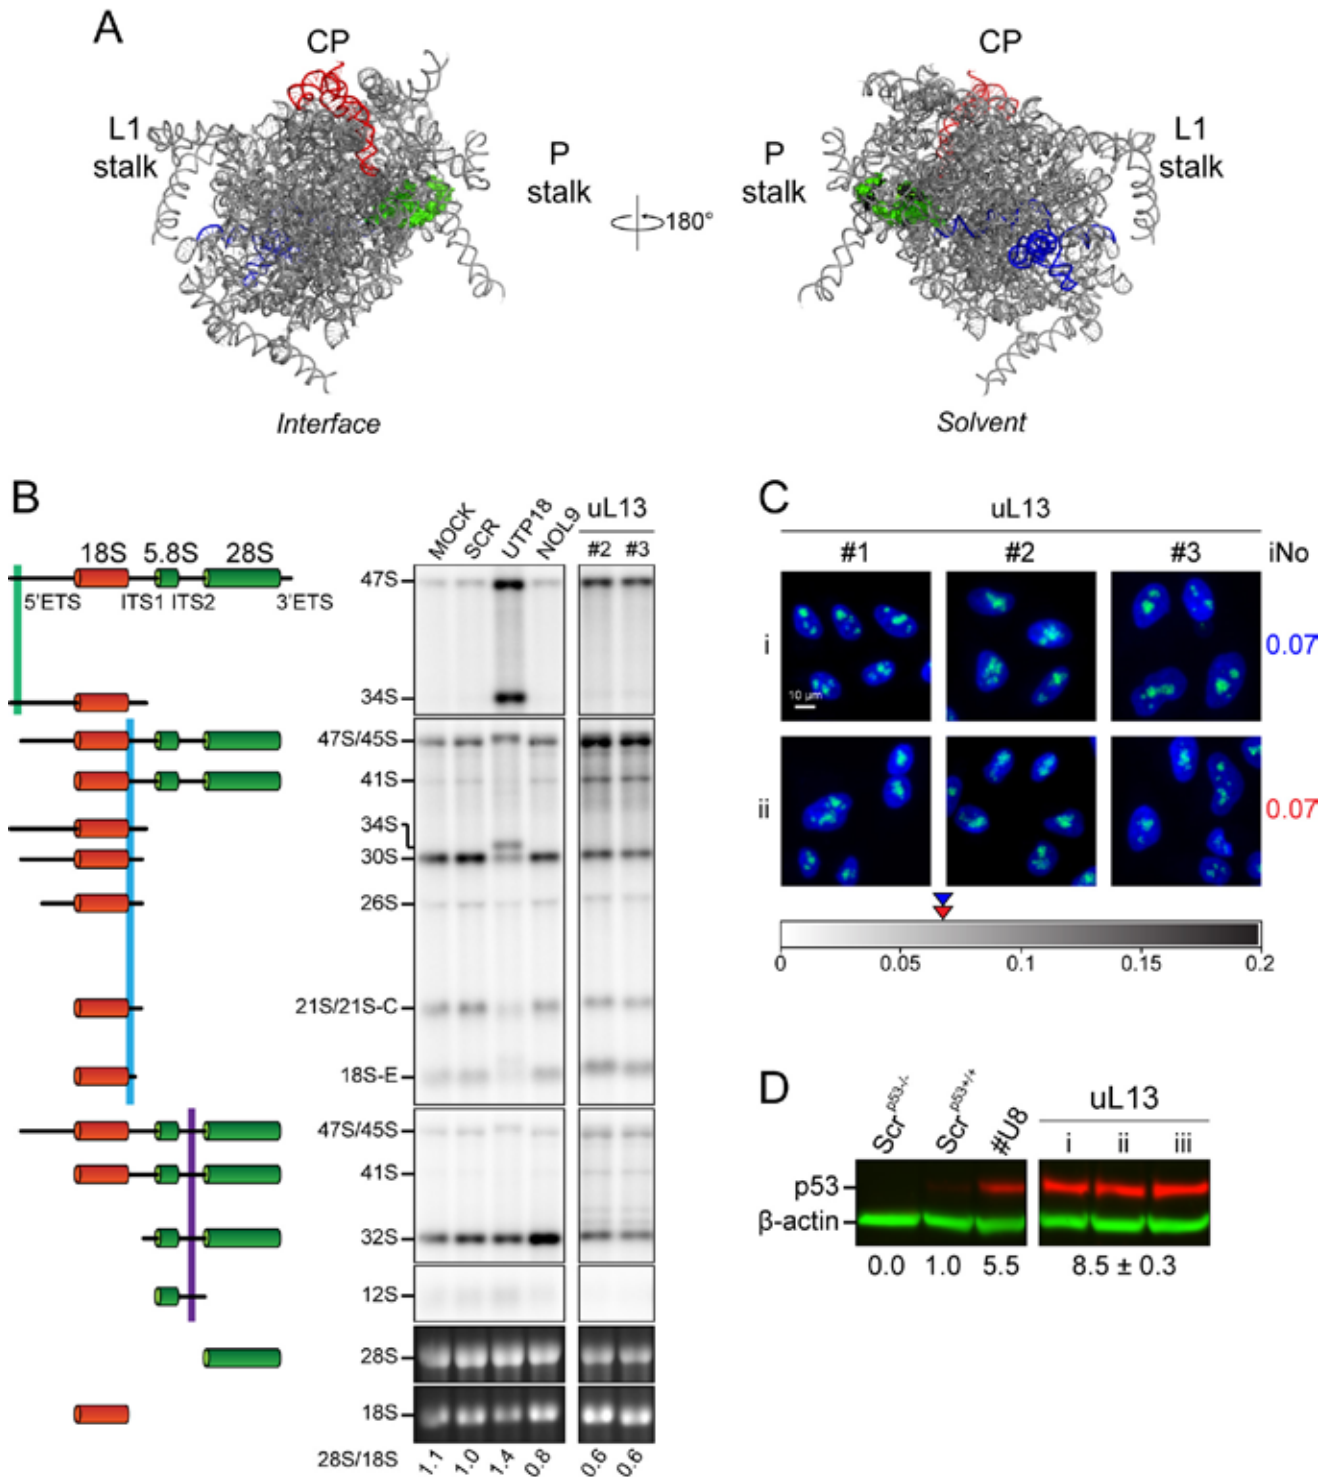 A
CP
L1
stalk
P
stalk
180°
CP
P
stalk
L1
stalk
Interface
Solvent
B
18S 5.8S 28S
5'ETS ITS1 ITS2 3'ETS
MOCK SCR UTP18 NOL9
uL13
#2 #3
47S
34S
47S/45S
41S
34S
30S
26S
21S/21S-C
18S-E
47S/45S
41S
32S
12S
28S
18S
28S/18S 1.1 1.0 1.4 0.8 0.6 0.6
C
uL13
#1 #2 #3 iNo
i 0.07
10 µm
ii 0.07
0 0.05 0.1 0.15 0.2
D
Scr p53-/- Scr p53+/+ #U8
uL13
i ii iii
p53
β-actin
0.0 1.0 5.5 8.5 ± 0.3